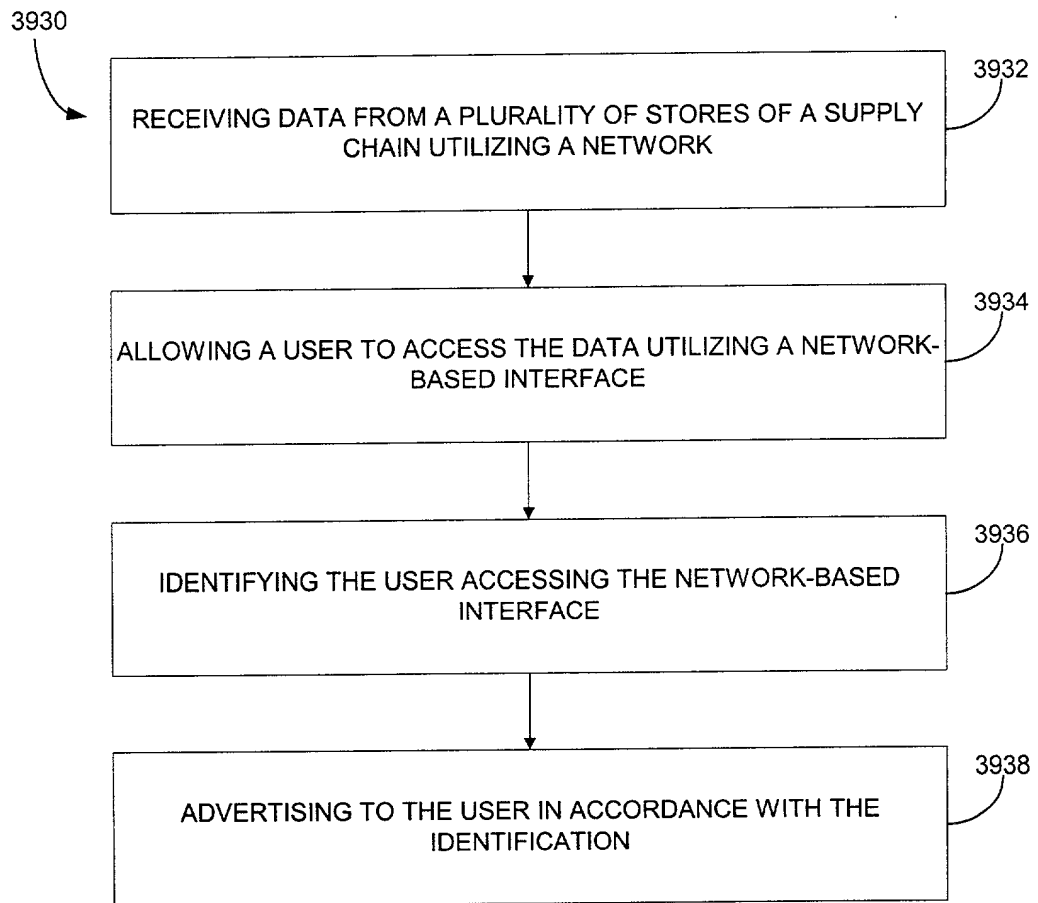 3930
3932
RECEIVING DATA FROM A PLURALITY OF STORES OF A SUPPLY
CHAIN UTILIZING A NETWORK
3934
ALLOWING A USER TO ACCESS THE DATA UTILIZING A NETWORK-
BASED INTERFACE
3936
IDENTIFYING THE USER ACCESSING THE NETWORK-BASED
INTERFACE
3938
ADVERTISING TO THE USER IN ACCORDANCE WITH THE
IDENTIFICATION